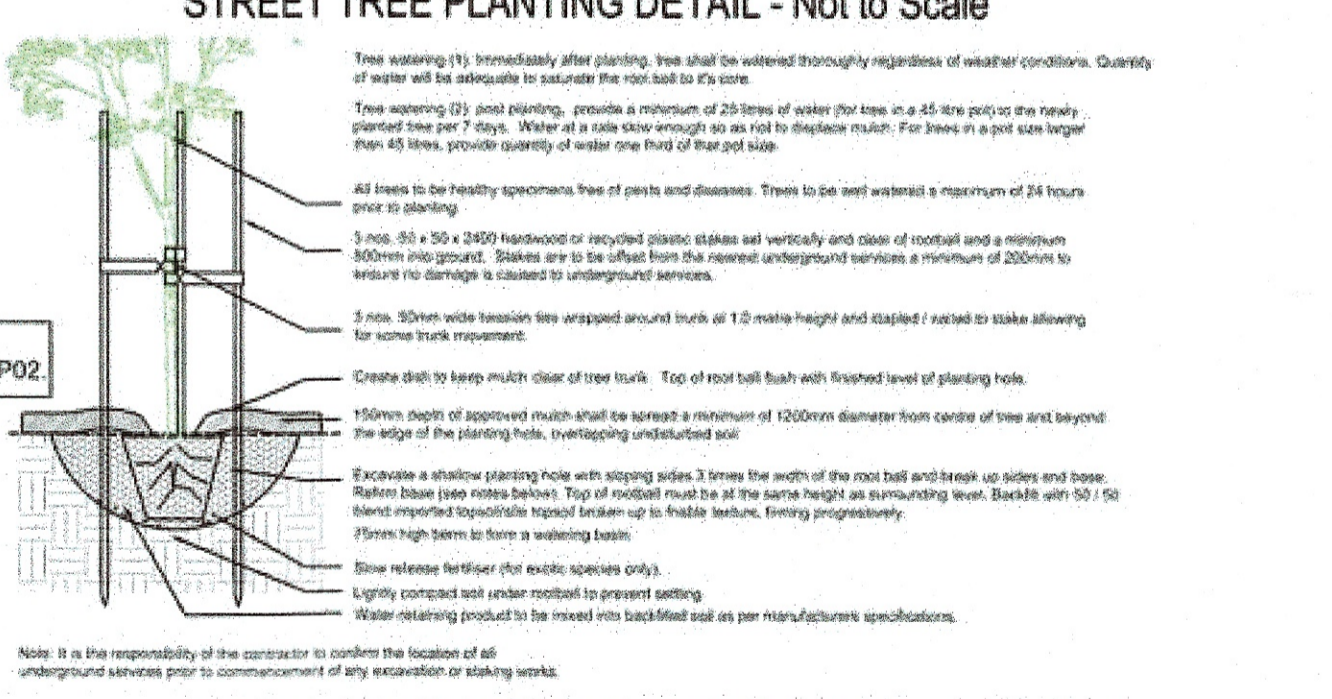 STREET TREE PLANTING DETAIL - Not to Scale
Tree watering (1): Immediately after planting, tree shall be watered thoroughly regardless of weather conditions. Quantity
of water will be adequate to saturate the root ball to it's core.
Tree watering (2): post planting, provide a minimum of 25 litres of water (for trees in a 45 litre pot) to the newly
planted tree per 7 days. Water at a rate slow enough so as not to displace mulch. For trees in a pot size larger
than 45 litres, provide quantity of water one third of that pot size.
All trees to be healthy specimens free of pests and diseases. Trees to be well watered a maximum of 24 hours
prior to planting.
3 nos. 50 x 50 x 2400 hardwood or recycled plastic stakes set vertically and clear of rootball and a minimum
into ground. Stakes are to be offset from the nearest underground services a minimum of 200mm to
ensure no damage is caused to underground services.
3 nos. 50mm wide hessian ties wrapped around trunk at 1.0 metre height and stapled / nailed to stake allowing
for some trunk movement.
P02.
Create dish to keep mulch clear of tree trunk. Top of root ball flush with finished level of planting hole.
depth of approved mulch shall be spread a minimum of 1200mm diameter from centre of tree and beyond
the edge of the planting hole, overlapping undisturbed soil
Excavate a shallow planting hole with sloping sides 3 times the width of the root ball and break up sides and base.
base (see notes below). Top of rootball must be at the same height as surrounding level. Backfill with 50 / 50
blend imported topsoil/site topsoil broken up to friable texture, firming progressively.
75mm high berm to form a watering basin
Slow release fertiliser (for exotic species only).
Lightly compact soil under rootball to prevent settling
Water retaining product to be mixed into backfilled soil as per manufacturers specifications.
Note: It is the responsibility of the contractor to confirm the location of all
underground services prior to commencement of any excavation or staking works.